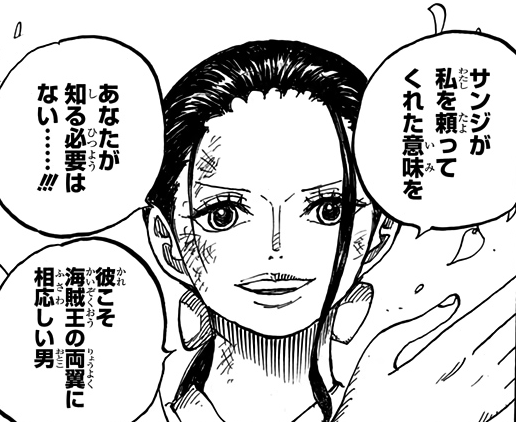 サンジが
私を頼って
くれた意味を
あなたが
知る必要は
ない……!!!
彼こそ
海賊王の両翼に
相応しい男